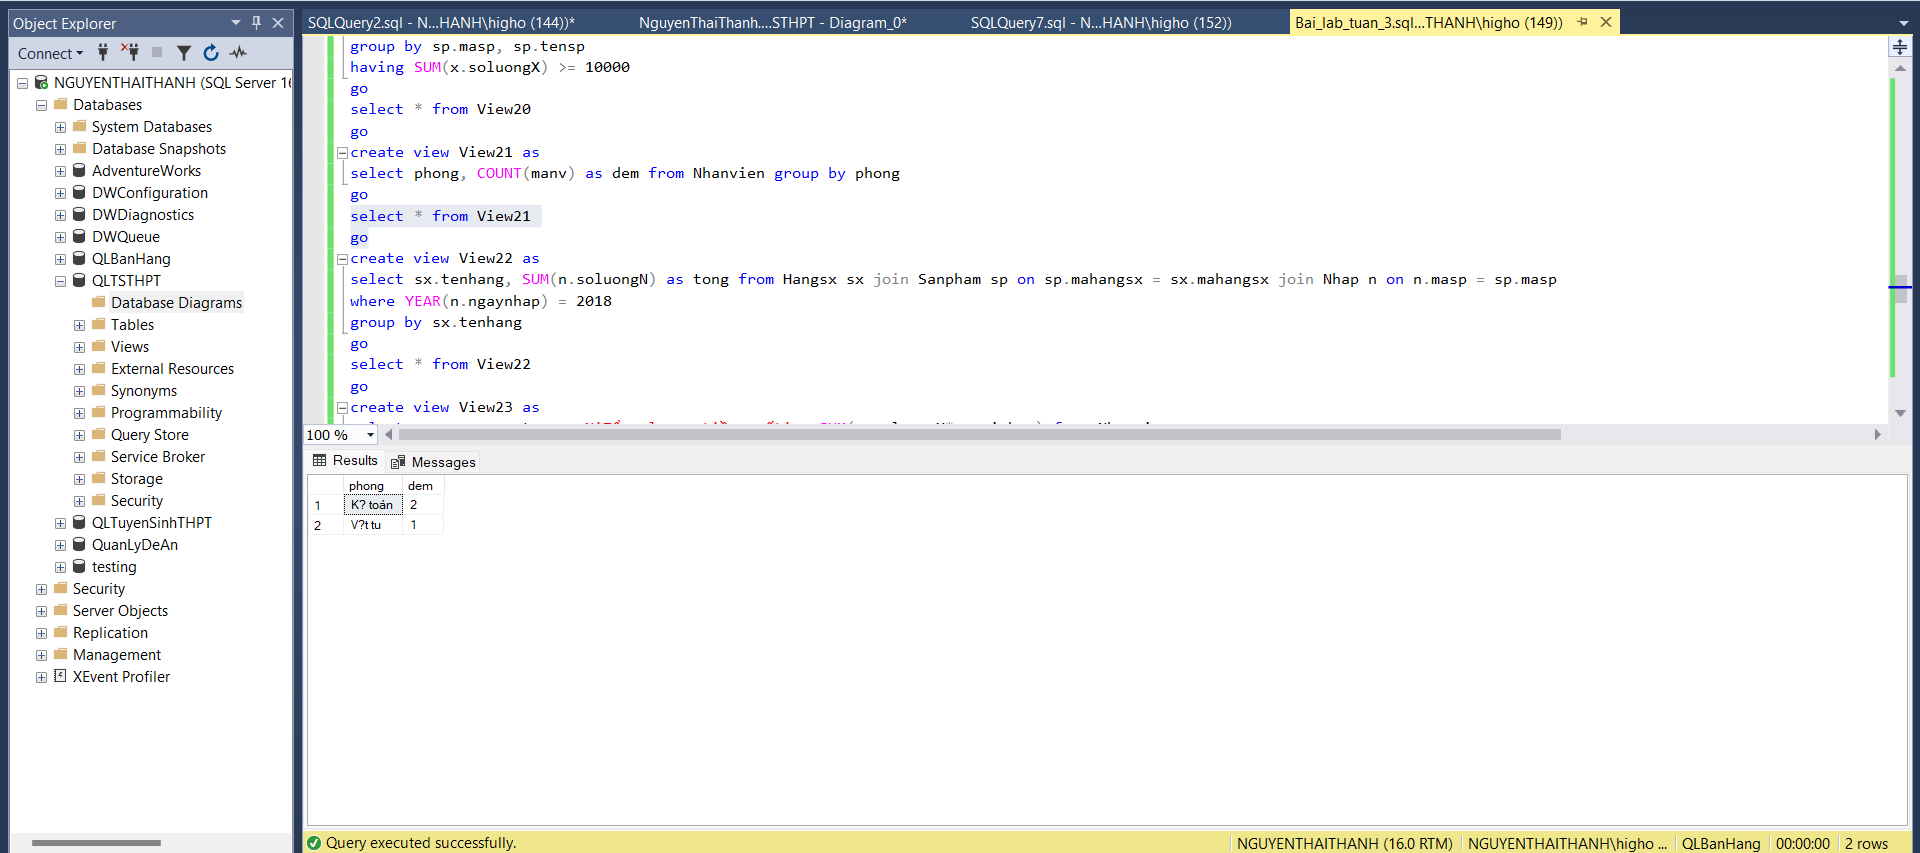 Object Explorer
Connect
NGUYENTHAITHANH (SQL Server 16
Databases
System Databases
Database Snapshots
AdventureWorks
DWConfiguration
DWDiagnostics
DWQueue
QLBanHang
QLTSTHPT
Database Diagrams
Tables
Views
External Resources
Synonyms
Programmability
Query Store
Service Broker
Storage
Security
QLTuyenSinhTHPT
QuanLyDeAn
testing
Security
Server Objects
Replication
Management
XEvent Profiler
SQLQuery2.sql - N...HANH\higho (144))*
NguyenThaiThanh....STHPT - Diagram_0*
SQLQuery7.sql - N...HANH\higho (152))
Bai_lab_tuan_3.sql...THANH\higho (149))
group by sp.masp, sp.tensp
having SUM(x.soluongX) >= 10000
go
select * from View20
go
create view View21 as
select phong, COUNT(manv) as dem from Nhanvien group by phong
go
select * from View21
go
create view View22 as
select sx.tenhang, SUM(n.soluongN) as tong from Hangsx sx join Sanpham sp on sp.mahangsx = sx.mahangsx join Nhap n on n.masp = sp.masp
where YEAR(n.ngaynhap) = 2018
group by sx.tenhang
go
select * from View22
go
create view View23 as
100 %
Results Messages
phong dem
1 K? toán 2
2 V?t tu 1
Query executed successfully.
NGUYENTHAITHANH (16.0 RTM)
NGUYENTHAITHANH\higho ...
QLBanHang
00:00:00
2 rows